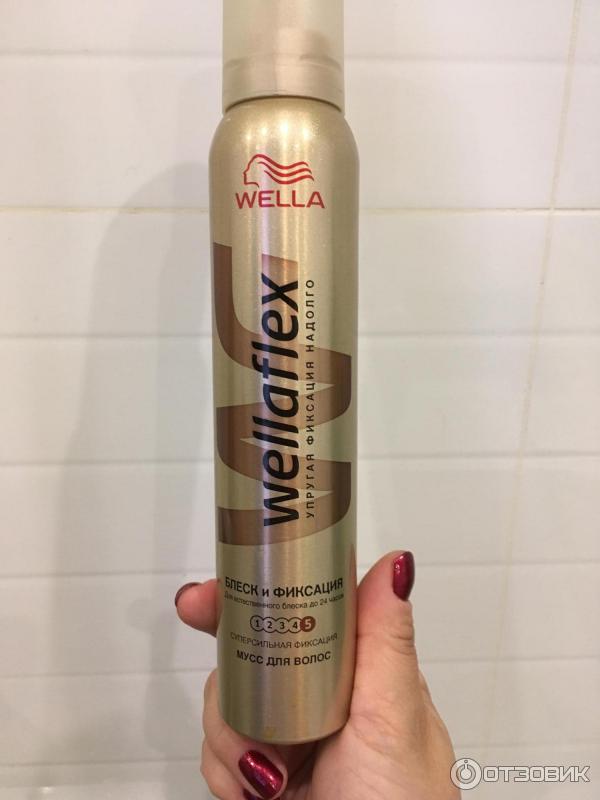 WELLA
wellaflex
УПРУГАЯ ФИКСАЦИЯ НАДОЛГО
БЛЕСК и ФИКСАЦИЯ
Для естественного блеска до 24 часов
1 2 3 4 5
СУПЕРСИЛЬНАЯ ФИКСАЦИЯ
МУСС ДЛЯ ВОЛОС
ОТЗОВИК